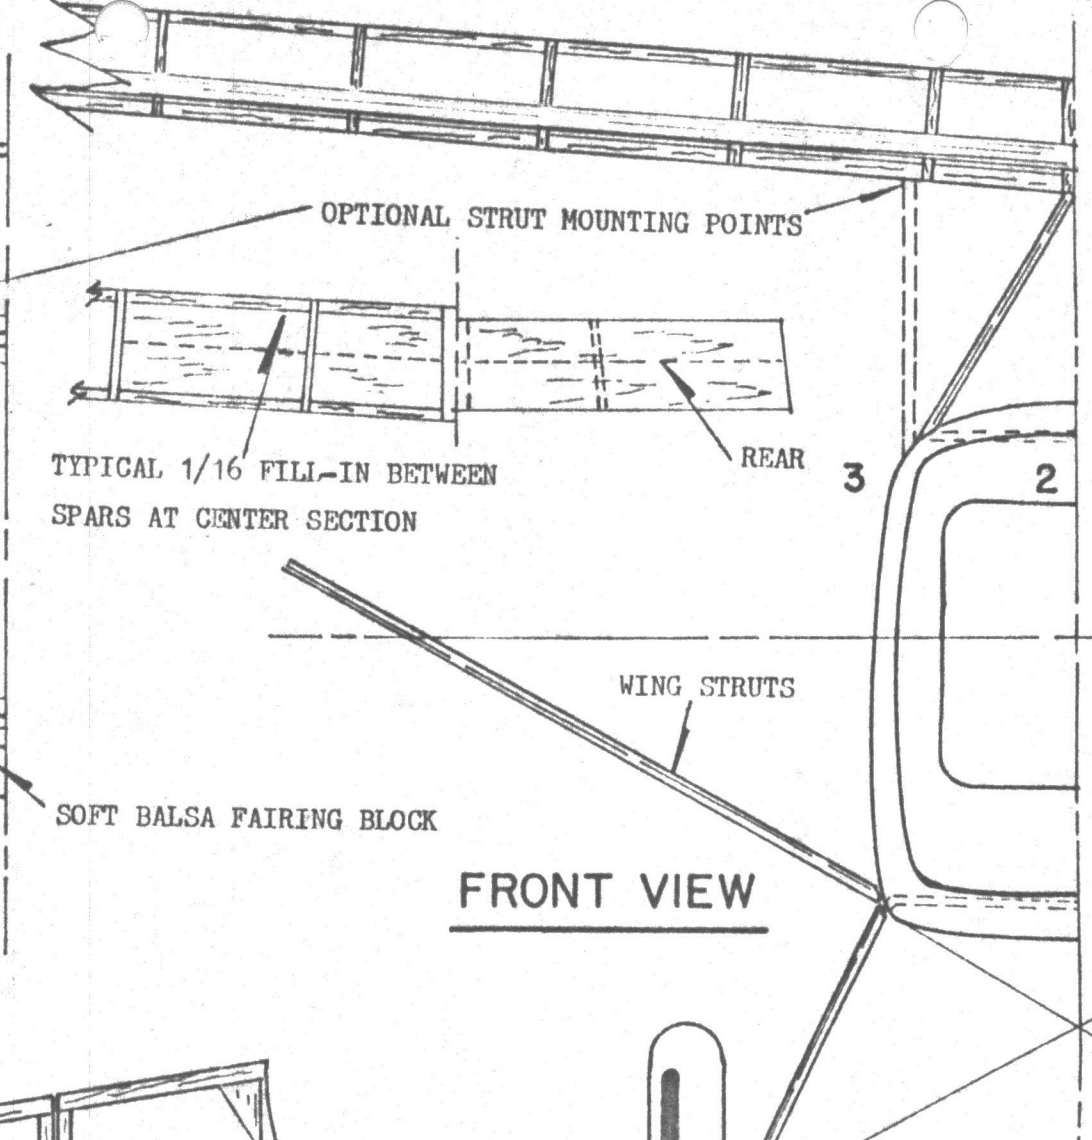 OPTIONAL STRUT MOUNTING POINTS
REAR
TYPICAL 1/16 FILL-IN BETWEEN
SPARS AT CENTER SECTION
3
2
WING STRUTS
SOFT BALSA FAIRING BLOCK
FRONT VIEW